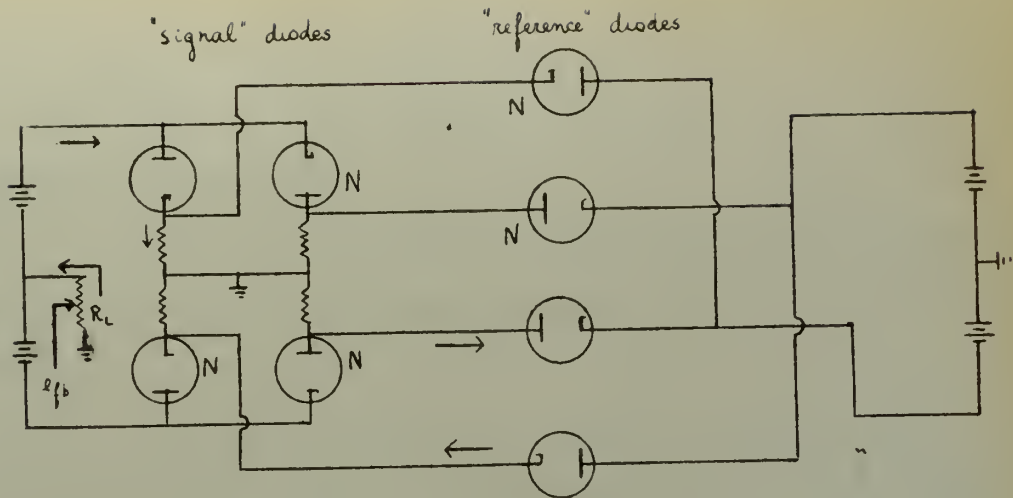 "signal" diodes
"reference" diodes
N
N
N
N
R_L
e_fb